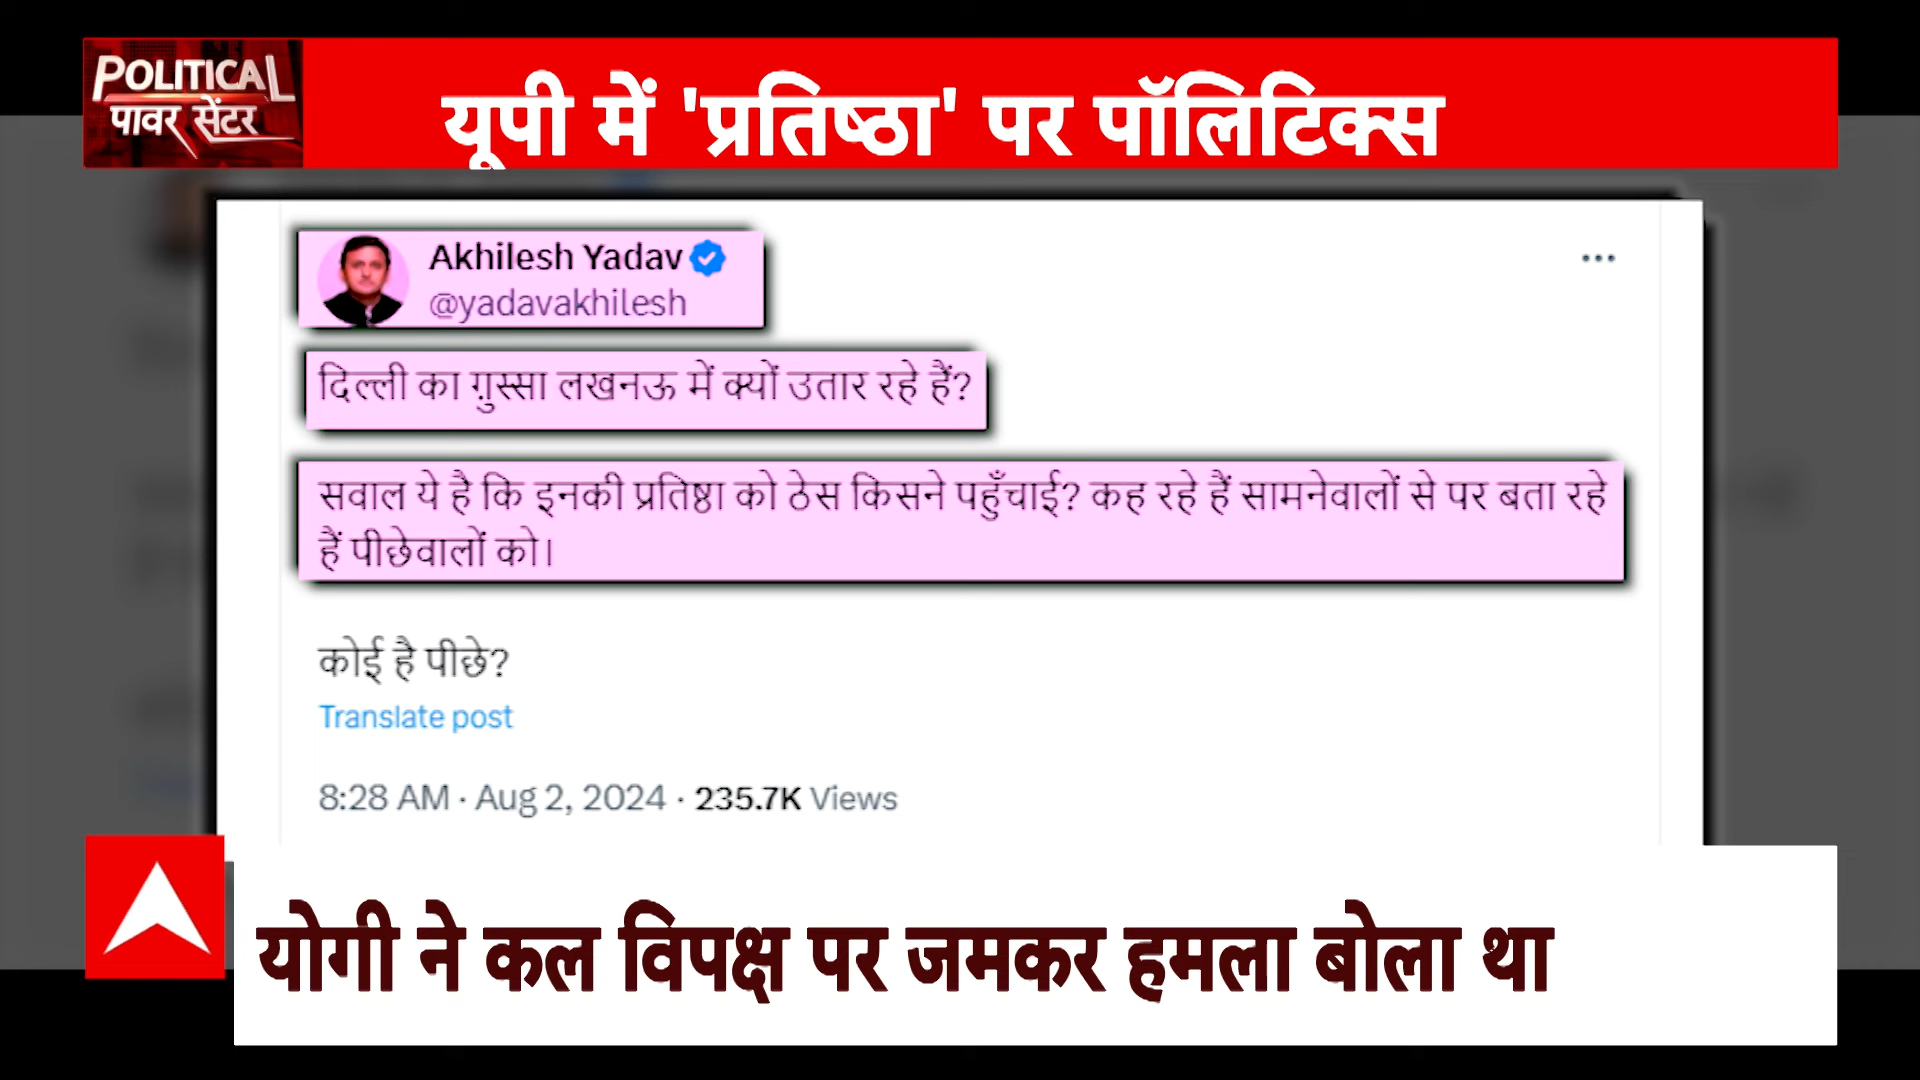 POLITICAL
पावर सेंटर
यूपी में 'प्रतिष्ठा' पर पॉलिटिक्स
Akhilesh Yadav
@yadavakhilesh
दिल्ली का ग़ुस्सा लखनऊ में क्यों उतार रहे हैं?
सवाल ये है कि इनकी प्रतिष्ठा को ठेस किसने पहुँचाई? कह रहे हैं सामनेवालों से पर बता रहे
हैं पीछेवालों को।
कोई है पीछे?
Translate post
8:28 AM · Aug 2, 2024 · 235.7K Views
योगी ने कल विपक्ष पर जमकर हमला बोला था